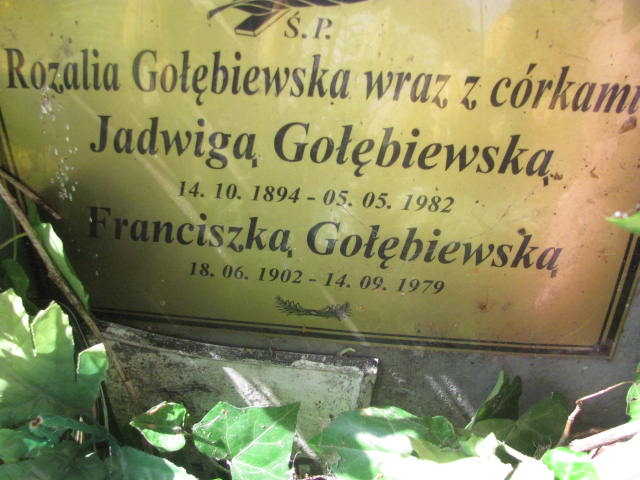 Ś.P.
Rozalia Gołębiewska wraz z córkami
Jadwigą Gołębiewską
14. 10. 1894 - 05. 05. 1982
Franciszką Gołębiewską
18. 06. 1902 - 14. 09. 1979